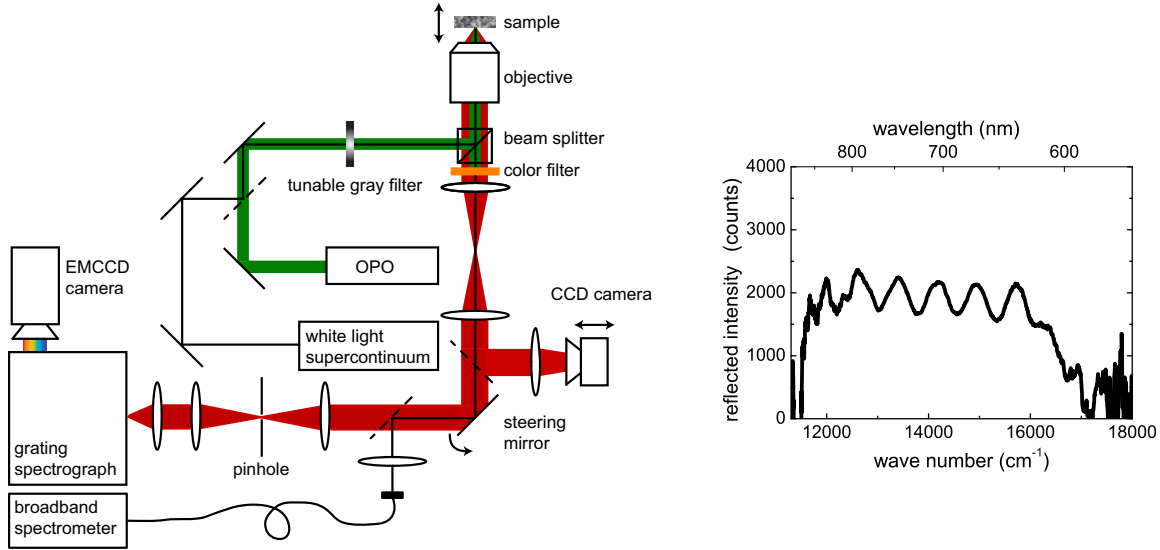 sample
objective
beam splitter
color filter
tunable gray filter
OPO
EMCCD
camera
CCD camera
white light
supercontinuum
steering
mirror
grating
spectrograph
pinhole
broadband
spectrometer
wavelength (nm)
800
700
600
4000
3000
2000
1000
0
reflected intensity (counts)
12000
14000
16000
18000
wave number (cm⁻¹)